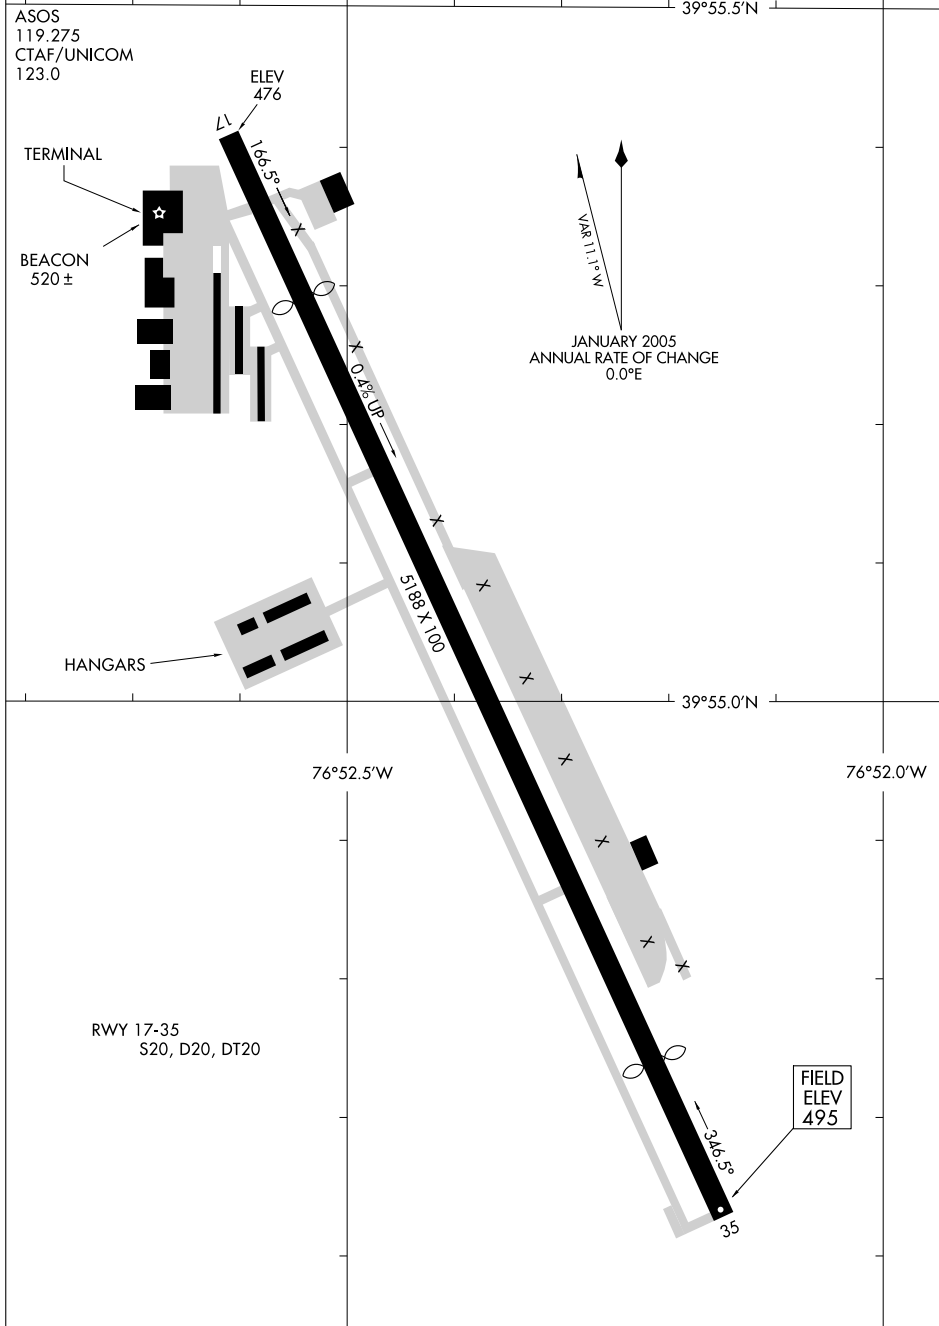 39°55.5'N
ASOS
119.275
CTAF/UNICOM
123.0
ELEV
476
17
166.5°
TERMINAL
BEACON
520 ±
VAR 11.1° W
JANUARY 2005
ANNUAL RATE OF CHANGE
0.0°E
0.4% UP
5188 X 100
HANGARS
39°55.0'N
76°52.5'W
76°52.0'W
RWY 17-35
S20, D20, DT20
FIELD
ELEV
495
346.5°
35